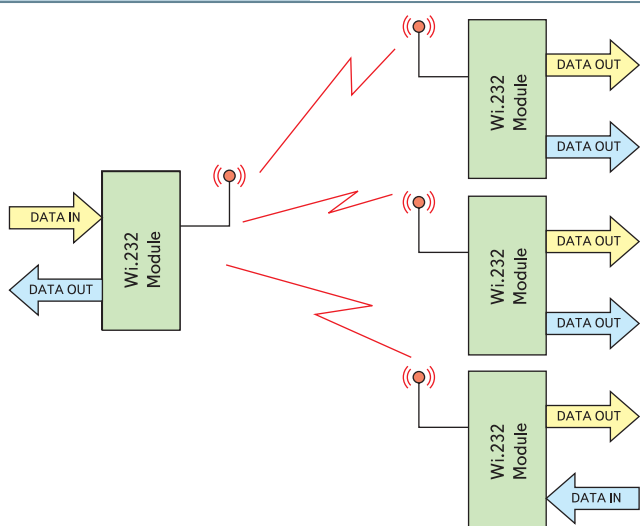 DATA IN
DATA OUT
Wi.232
Module
Wi.232
Module
DATA OUT
DATA OUT
Wi.232
Module
DATA OUT
DATA OUT
Wi.232
Module
DATA OUT
DATA IN